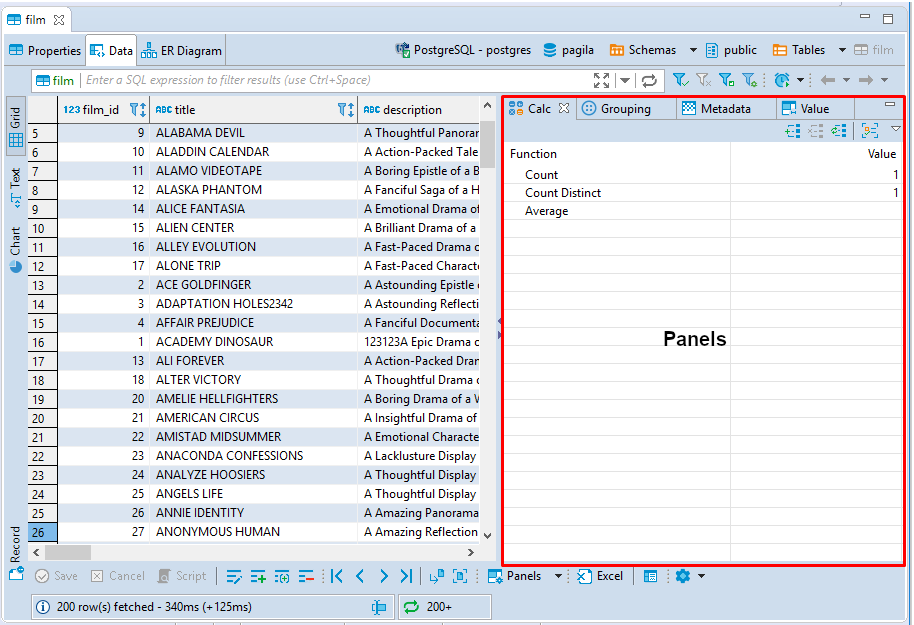 film
Properties Data ER Diagram PostgreSQL - postgres pagila Schemas public Tables film
film Enter a SQL expression to filter results (use Ctrl+Space)
Grid
Text
Chart
Record
123 film_id ABC title ABC description
5 9 ALABAMA DEVIL A Thoughtful Panorar
6 10 ALADDIN CALENDAR A Action-Packed Tale
7 11 ALAMO VIDEOTAPE A Boring Epistle of a B
8 12 ALASKA PHANTOM A Fanciful Saga of a H
9 14 ALICE FANTASIA A Emotional Drama of
10 15 ALIEN CENTER A Brilliant Drama of a
11 16 ALLEY EVOLUTION A Fast-Paced Drama o
12 17 ALONE TRIP A Fast-Paced Characte
13 2 ACE GOLDFINGER A Astounding Epistle
14 3 ADAPTATION HOLES2342 A Astounding Reflecti
15 4 AFFAIR PREJUDICE A Fanciful Documenta
16 1 ACADEMY DINOSAUR 123123A Epic Drama o
17 13 ALI FOREVER A Action-Packed Drar
18 18 ALTER VICTORY A Thoughtful Drama o
19 20 AMELIE HELLFIGHTERS A Boring Drama of a W
20 21 AMERICAN CIRCUS A Insightful Drama of
21 22 AMISTAD MIDSUMMER A Emotional Characte
22 23 ANACONDA CONFESSIONS A Lacklusture Display
23 24 ANALYZE HOOSIERS A Thoughtful Display
24 25 ANGELS LIFE A Thoughtful Display
25 26 ANNIE IDENTITY A Amazing Panorama
26 27 ANONYMOUS HUMAN A Amazing Reflection
Calc Grouping Metadata Value
Function Value
Count 1
Count Distinct 1
Average
Panels
Save Cancel Script Panels Excel
200 row(s) fetched - 340ms (+125ms) 200+